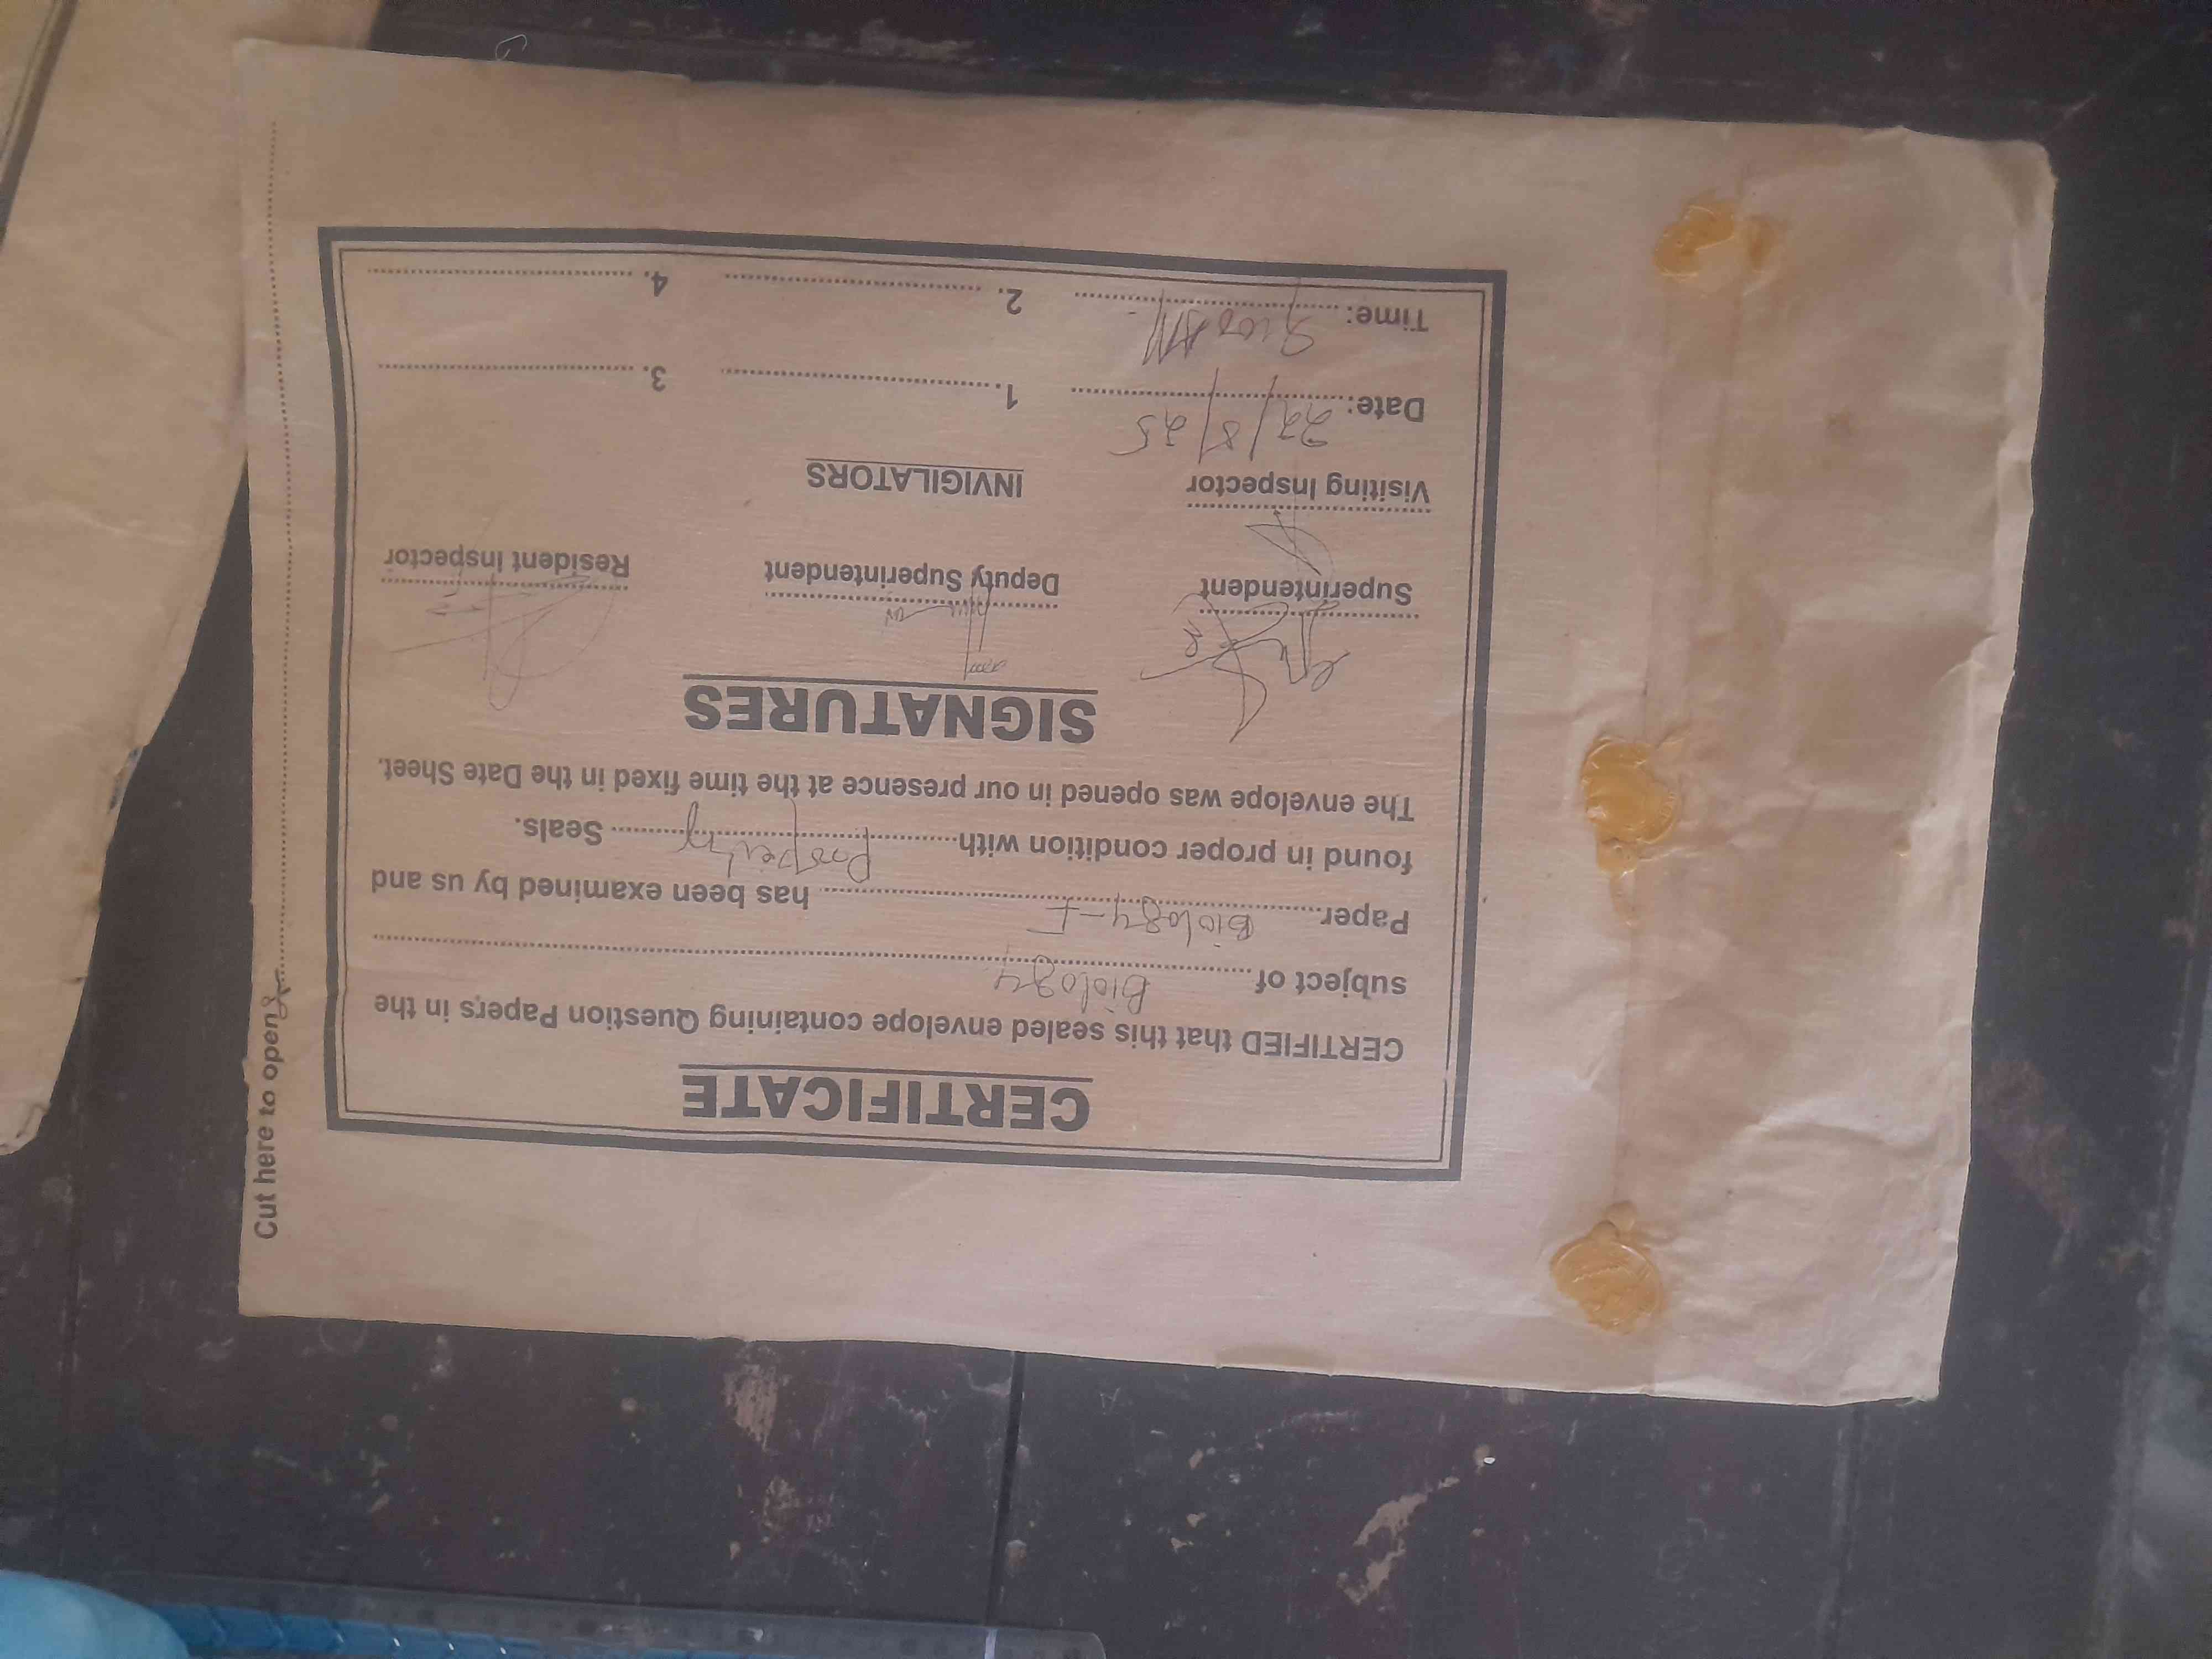 CERTIFICATE
CERTIFIED that this sealed envelope containing Question Papers in the
subject of Biology
Paper Biology-I has been examined by us and
found in proper condition with Properly Seals.
The envelope was opened in our presence at the time fixed in the Date Sheet.
SIGNATURES
Superintendent Deputy Superintendent Resident Inspector
Visiting Inspector INVIGILATORS
Date: 22/8/25 1. 3.
Time: 9:00 AM 2. 4.
Cut here to open